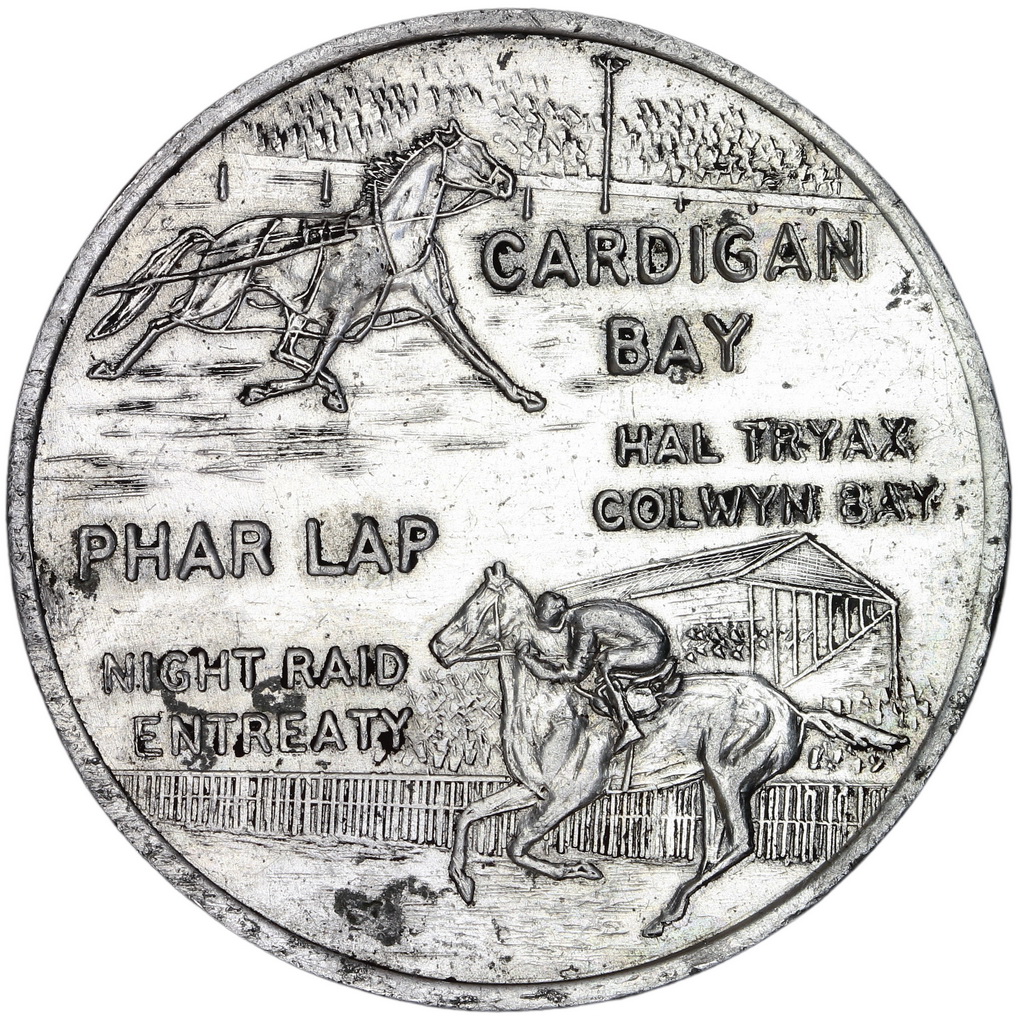 CARDIGAN
BAY
HAL TRYAX
COLWYN BAY
PHAR LAP
NIGHT RAID
ENTREATY